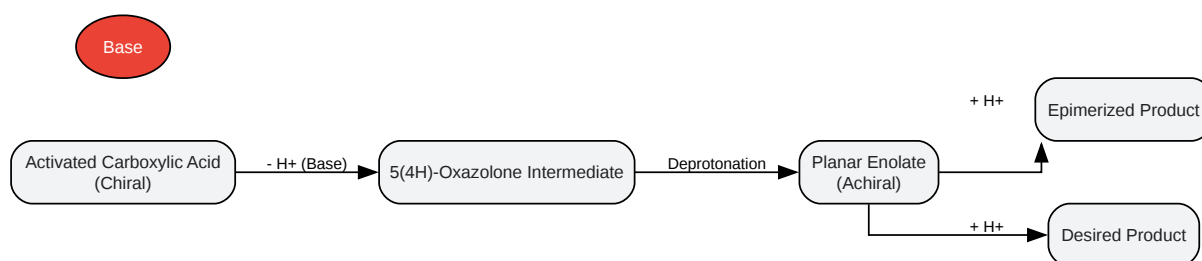 Base
Activated Carboxylic Acid
(Chiral)
- H+ (Base)
5(4H)-Oxazolone Intermediate
Deprotonation
Planar Enolate
(Achiral)
+ H+
Epimerized Product
+ H+
Desired Product